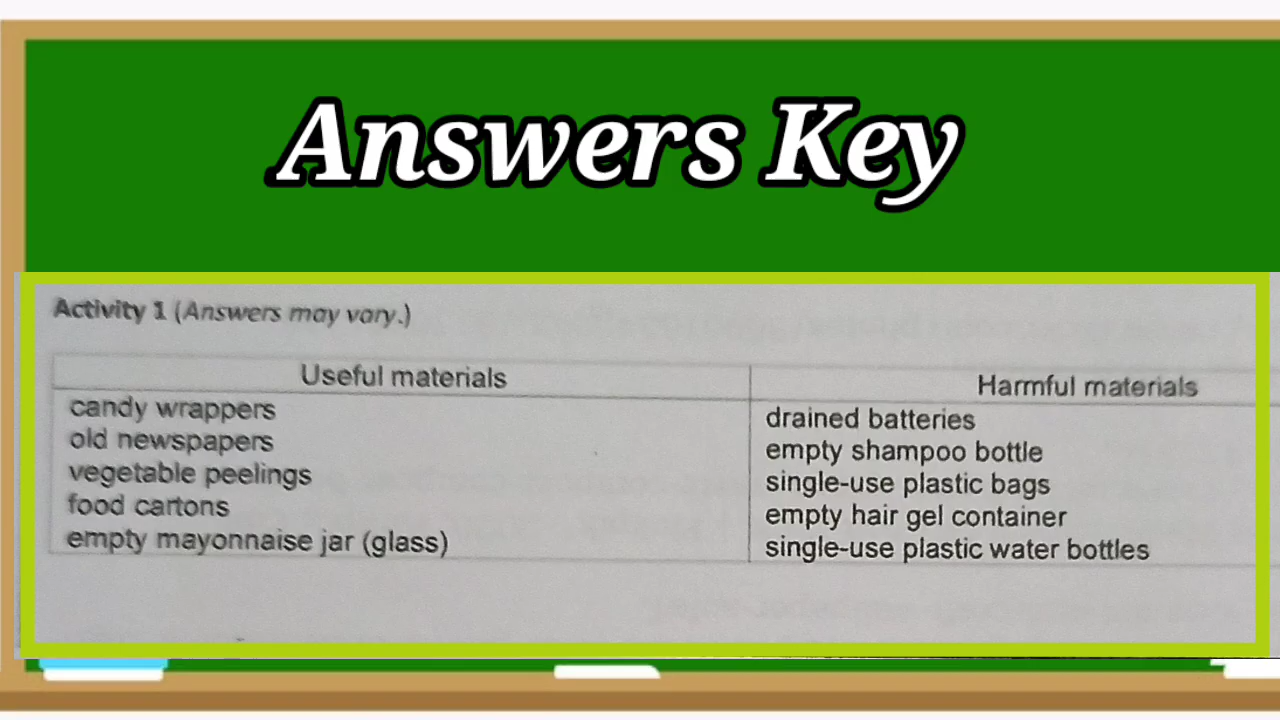 Answers Key
Activity 1 (Answers may vary.)
Useful materials
candy wrappers
old newspapers
vegetable peelings
food cartons
empty mayonnaise jar (glass)
Harmful materials
drained batteries
empty shampoo bottle
single-use plastic bags
empty hair gel container
single-use plastic water bottles